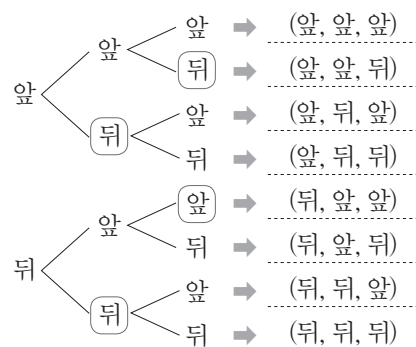 앞 ➡ (앞, 앞, 앞)
앞
뒤 ➡ (앞, 앞, 뒤)
앞
앞 ➡ (앞, 뒤, 앞)
뒤
뒤 ➡ (앞, 뒤, 뒤)
앞 ➡ (뒤, 앞, 앞)
앞
뒤 ➡ (뒤, 앞, 뒤)
뒤
앞 ➡ (뒤, 뒤, 앞)
뒤
뒤 ➡ (뒤, 뒤, 뒤)